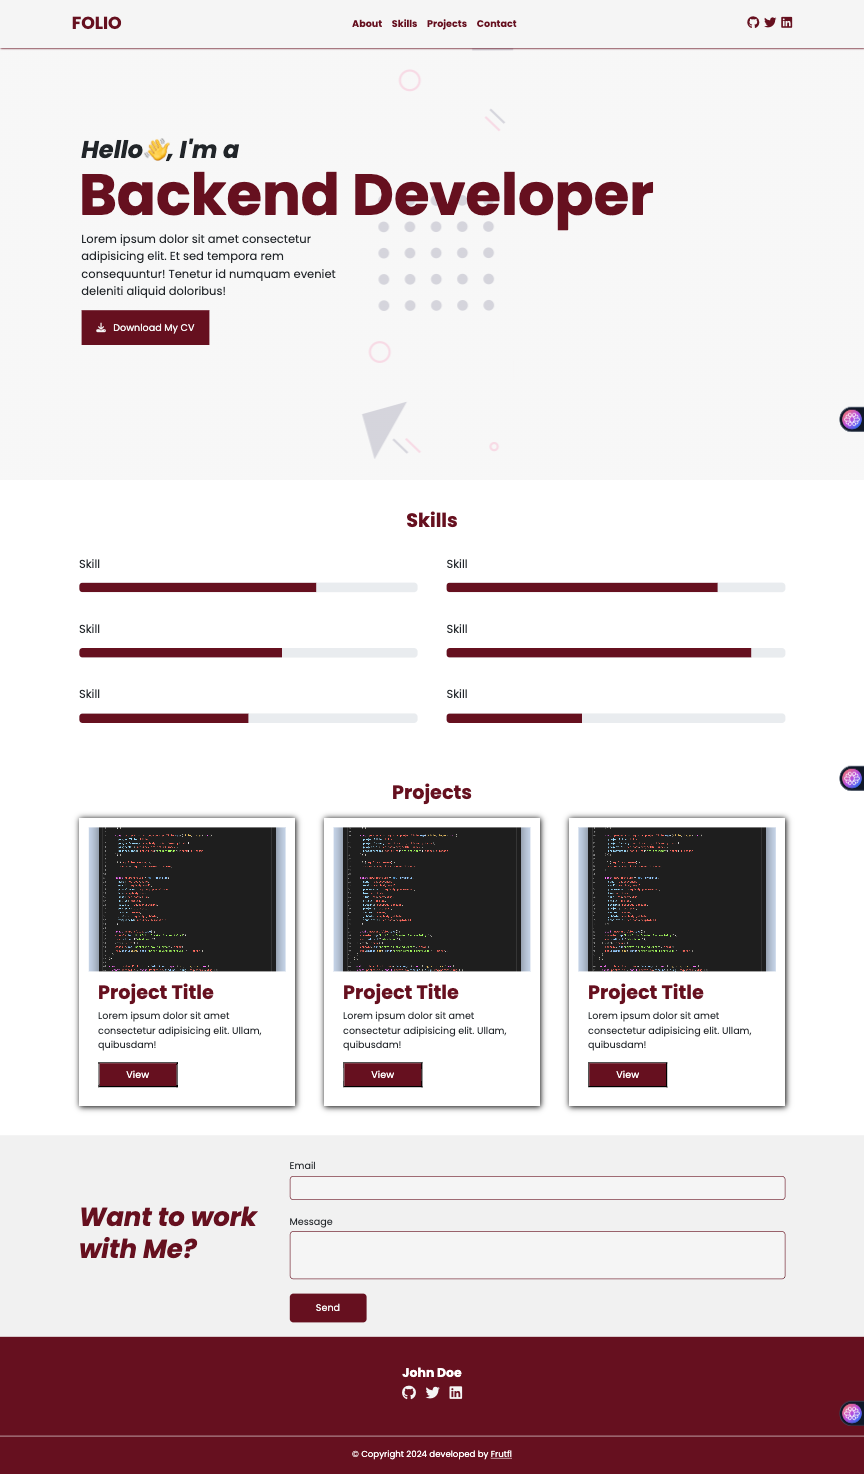 FOLIO
About Skills Projects Contact
Hello👋, I'm a
Backend Developer
Lorem ipsum dolor sit amet consectetur
adipisicing elit. Et sed tempora rem
consequuntur! Tenetur id numquam eveniet
deleniti aliquid doloribus!
Download My CV
Skills
Skill
Skill
Skill
Skill
Skill
Skill
Projects
Project Title
Lorem ipsum dolor sit amet
consectetur adipisicing elit. Ullam,
quibusdam!
View
Project Title
Lorem ipsum dolor sit amet
consectetur adipisicing elit. Ullam,
quibusdam!
View
Project Title
Lorem ipsum dolor sit amet
consectetur adipisicing elit. Ullam,
quibusdam!
View
Want to work
with Me?
Email
Message
Send
John Doe
© Copyright 2024 developed by Frutfl